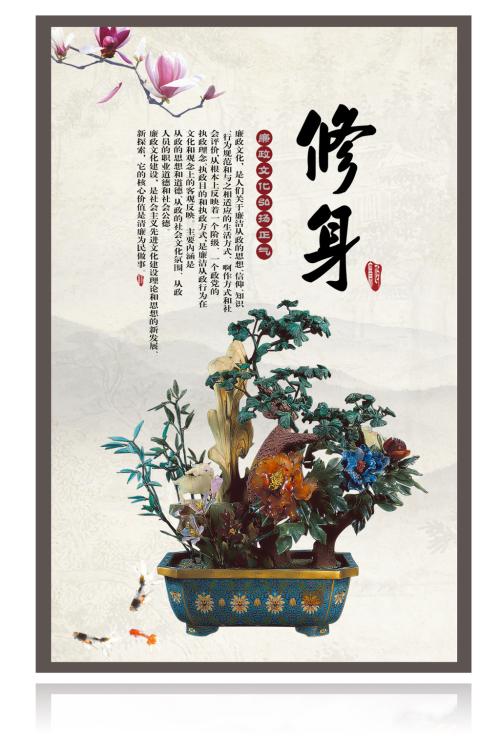 修身
廉政文化弘扬正气
廉政文化，是人们关于廉洁从政的思想、信仰、知识
、行为规范和与之相适应的生活方式、啊作方式和社
会评价，从根本上反映着一个阶级、一个政党的
执政理念、执政目的和执政方式，是廉洁从政行为在
文化和观念上的客观反映。主要内涵是
从政的思想和道德、从政的社会文化氛围、从政
人员的职业道德和社会公德。
廉政文化建设，是社会主义先进文化建设理论和思想的新发展、
新探索，它的核心价值是清廉为民做事。